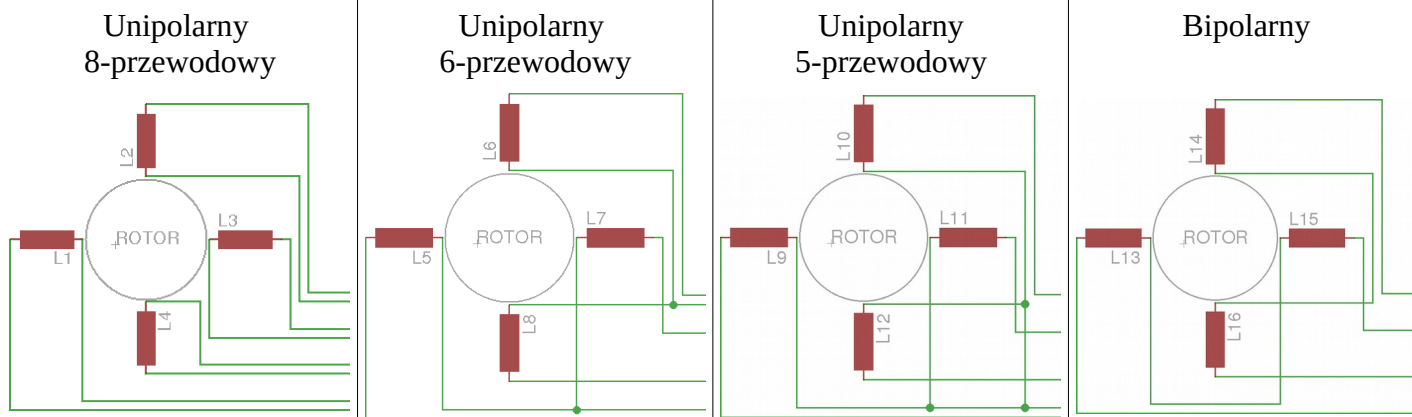 Unipolarny
8-przewodowy
L2
L3
ROTOR
L1
L4
Unipolarny
6-przewodowy
L6
L7
ROTOR
L5
L8
Unipolarny
5-przewodowy
L10
L11
ROTOR
L9
L12
Bipolarny
L14
L15
ROTOR
L13
L16